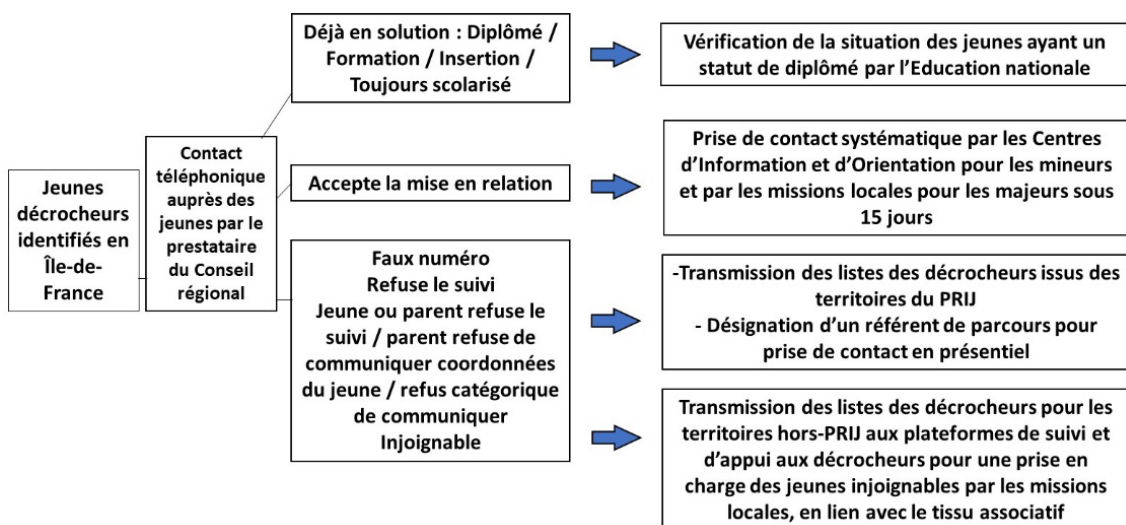 Jeunes
décrocheurs
identifiés en
Île-de-
France
Contact
téléphonique
auprès des
jeunes par le
prestataire
du Conseil
régional
Déjà en solution : Diplômé /
Formation / Insertion /
Toujours scolarisé
Vérification de la situation des jeunes ayant un
statut de diplômé par l’Education nationale
Accepte la mise en relation
Prise de contact systématique par les Centres
d’Information et d’Orientation pour les mineurs
et par les missions locales pour les majeurs sous
15 jours
Faux numéro
Refuse le suivi
Jeune ou parent refuse le
suivi / parent refuse de
communiquer coordonnées
du jeune / refus catégorique
de communiquer
Injoignable
-Transmission des listes des décrocheurs issus des
territoires du PRIJ
- Désignation d’un référent de parcours pour
prise de contact en présentiel
Transmission des listes des décrocheurs pour les
territoires hors-PRIJ aux plateformes de suivi et
d’appui aux décrocheurs pour une prise en
charge des jeunes injoignables par les missions
locales, en lien avec le tissu associatif